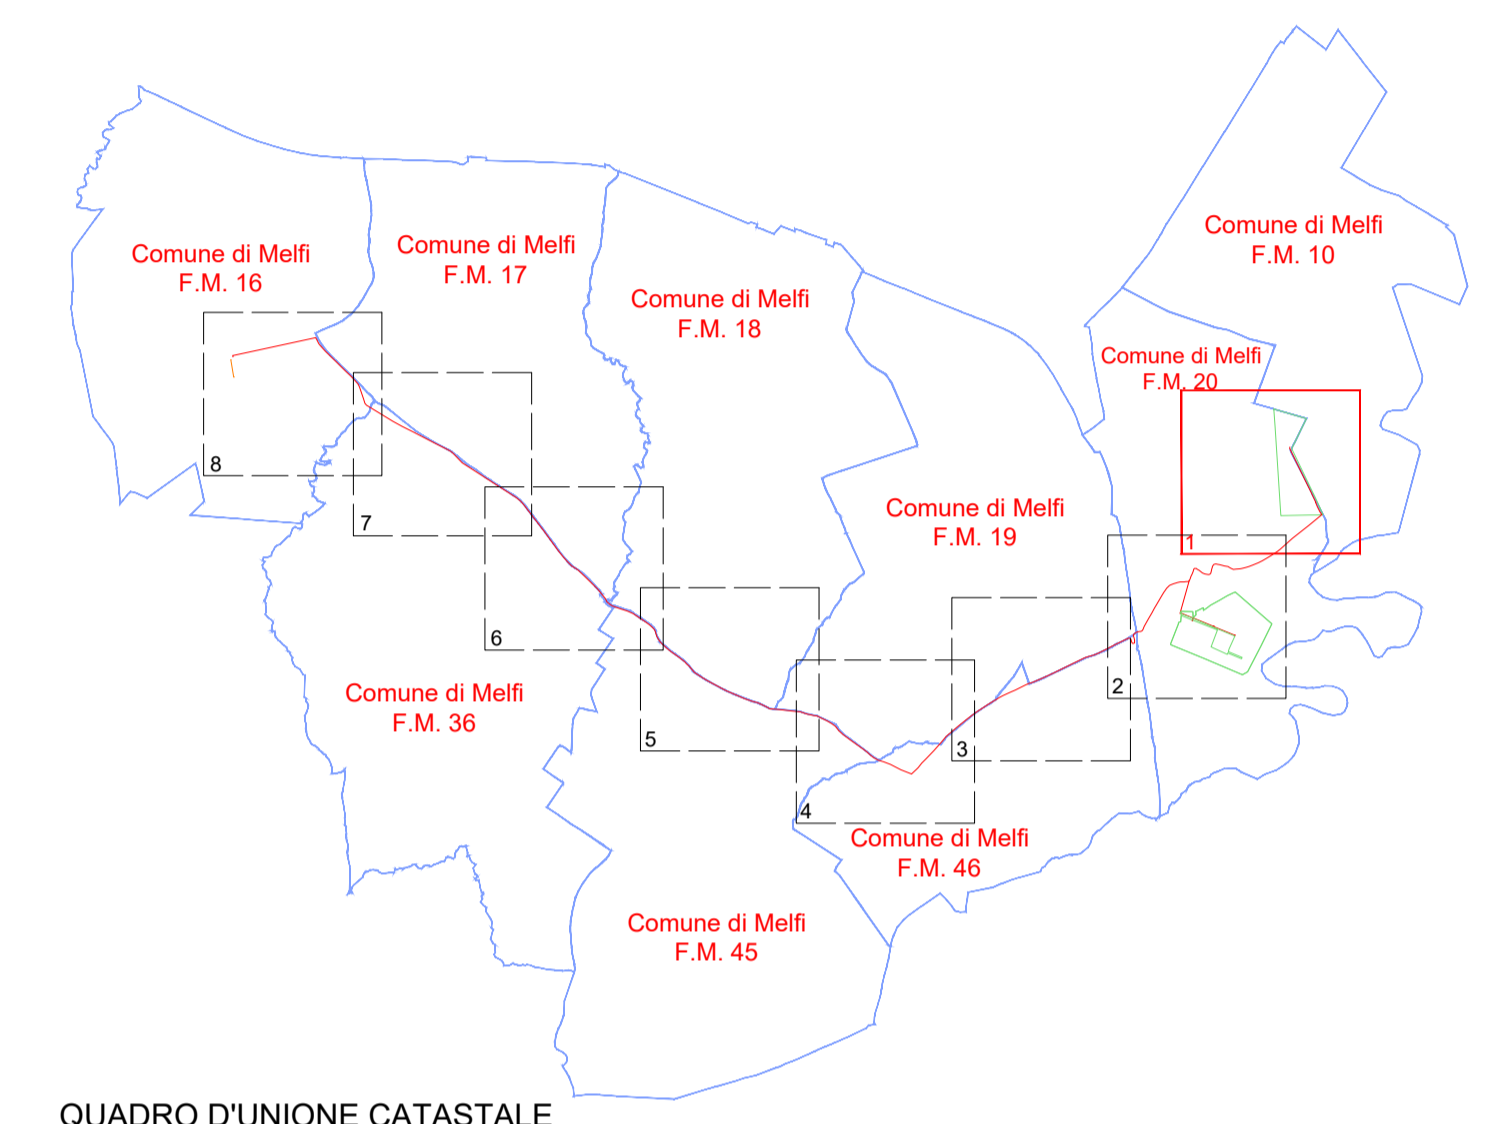 Comune di Melfi
F.M. 10
Comune di Melfi
F.M. 16
Comune di Melfi
F.M. 17
Comune di Melfi
F.M. 18
Comune di Melfi
F.M. 20
8
7
Comune di Melfi
F.M. 19
1
6
2
Comune di Melfi
F.M. 36
5
3
4
Comune di Melfi
F.M. 46
Comune di Melfi
F.M. 45
QUADRO D'UNIONE CATASTALE